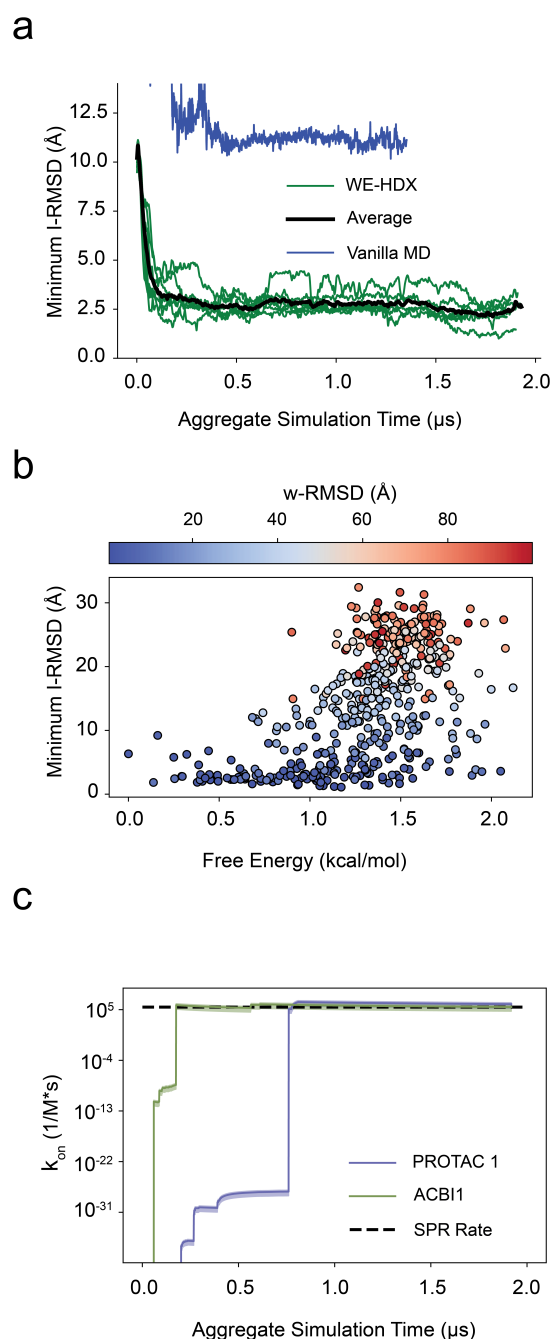 a
Minimum I-RMSD (Å)
12.5
10.0
7.5
5.0
2.5
0.0
WE-HDX
Average
Vanilla MD
0.0 0.5 1.0 1.5 2.0
Aggregate Simulation Time (μs)
b
w-RMSD (Å)
20 40 60 80
Minimum I-RMSD (Å)
30
20
10
0
0.0 0.5 1.0 1.5 2.0
Free Energy (kcal/mol)
c
k_on (1/M*s)
10^5
10^-4
10^-13
10^-22
10^-31
PROTAC 1
ACBI1
SPR Rate
0.0 0.5 1.0 1.5 2.0
Aggregate Simulation Time (μs)